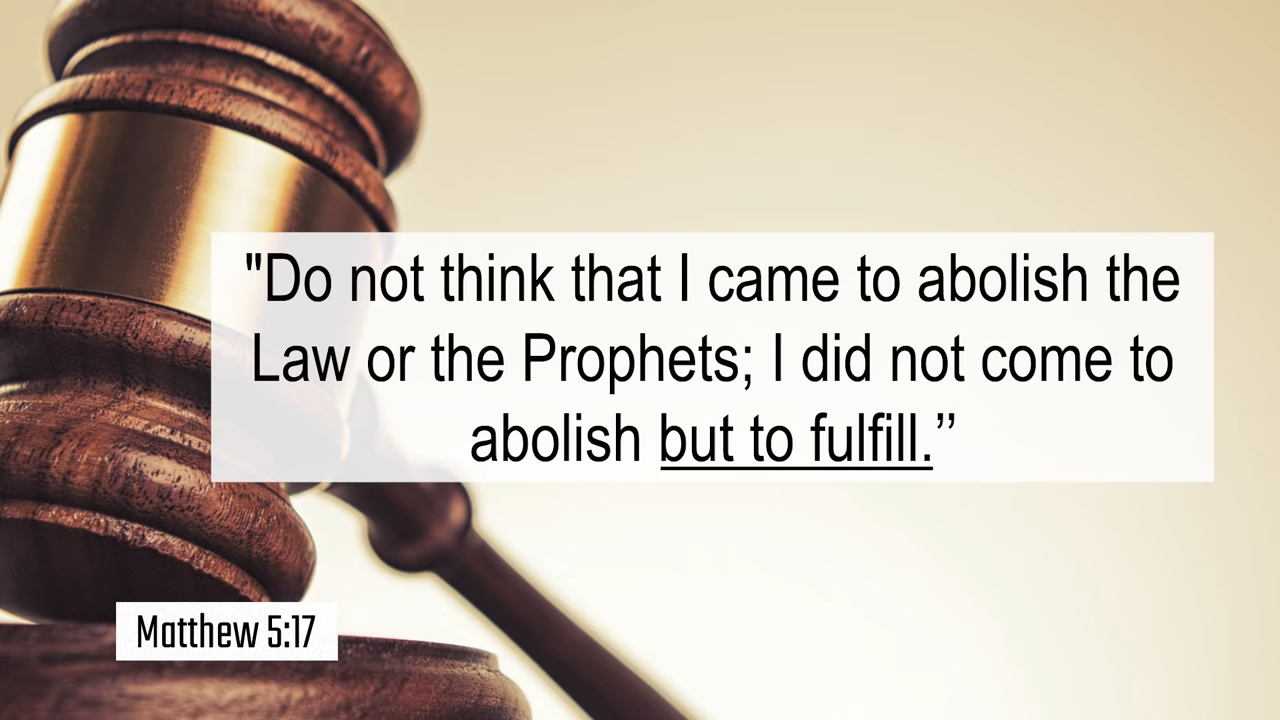 "Do not think that I came to abolish the
Law or the Prophets; I did not come to
abolish but to fulfill.’’
Matthew 5:17